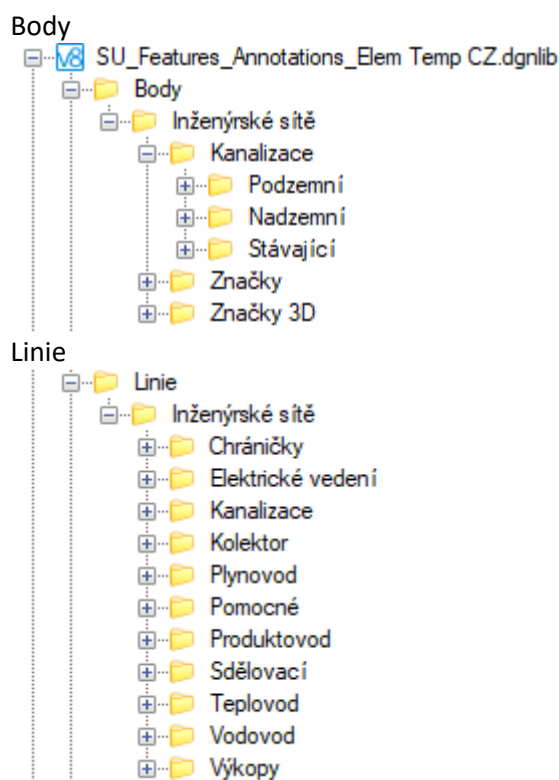 Body
SU_Features_Annotations_Elem Temp CZ.dgnlib
Body
Inženýrské sítě
Kanalizace
Podzemní
Nadzemní
Stávající
Značky
Značky 3D
Linie
Linie
Inženýrské sítě
Chráničky
Elektrické vedení
Kanalizace
Kolektor
Plynovod
Pomocné
Produktovod
Sdělovací
Teplovod
Vodovod
Výkopy